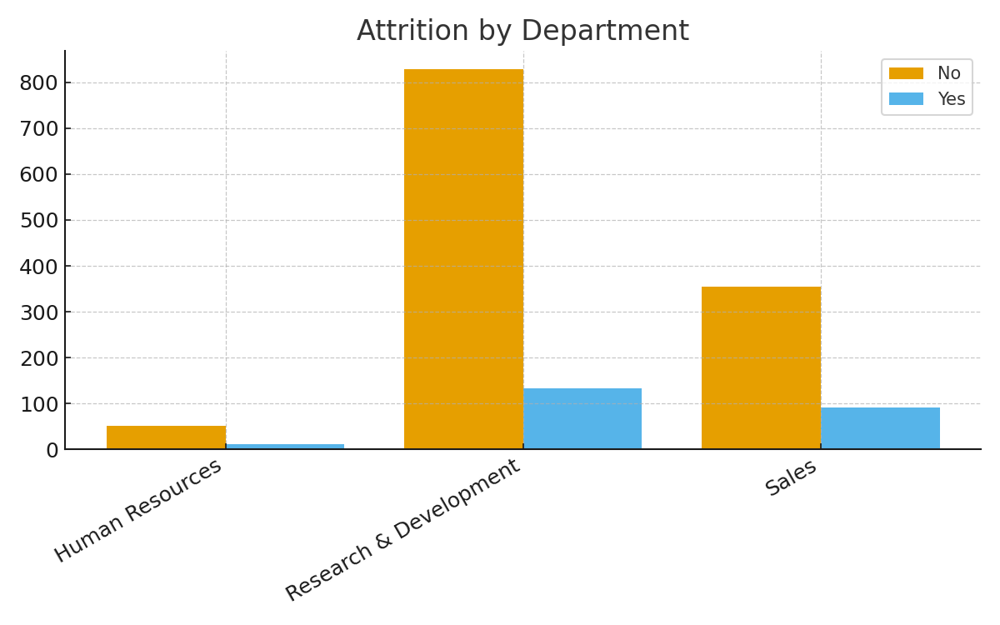 Attrition by Department
No
Yes
800
700
600
500
400
300
200
100
0
Human Resources
Research & Development
Sales